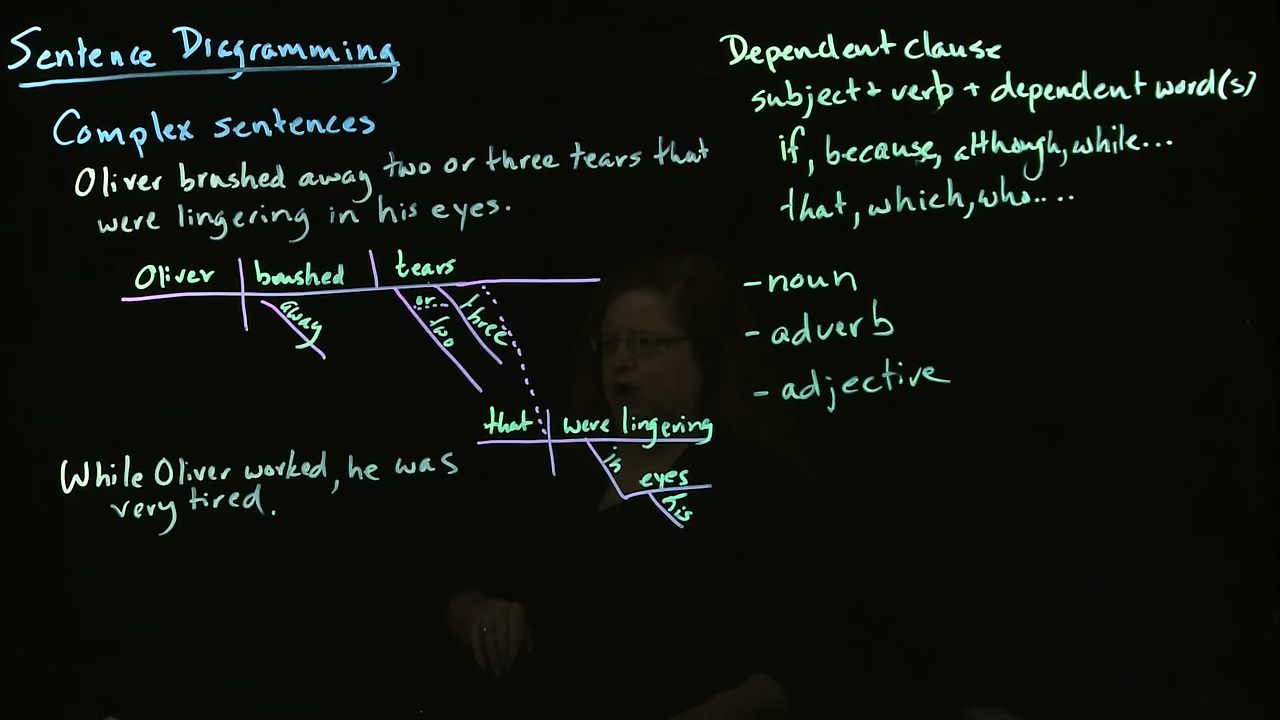 Sentence Diagramming
Complex sentences
Oliver brushed away two or three tears that
were lingering in his eyes.
Oliver brushed tears
away
or
two
three
that were lingering
in
eyes
his
While Oliver worked, he was
very tired.
Dependent clause
subject + verb + dependent word(s)
if, because, although, while...
that, which, who....
- noun
- adverb
- adjective